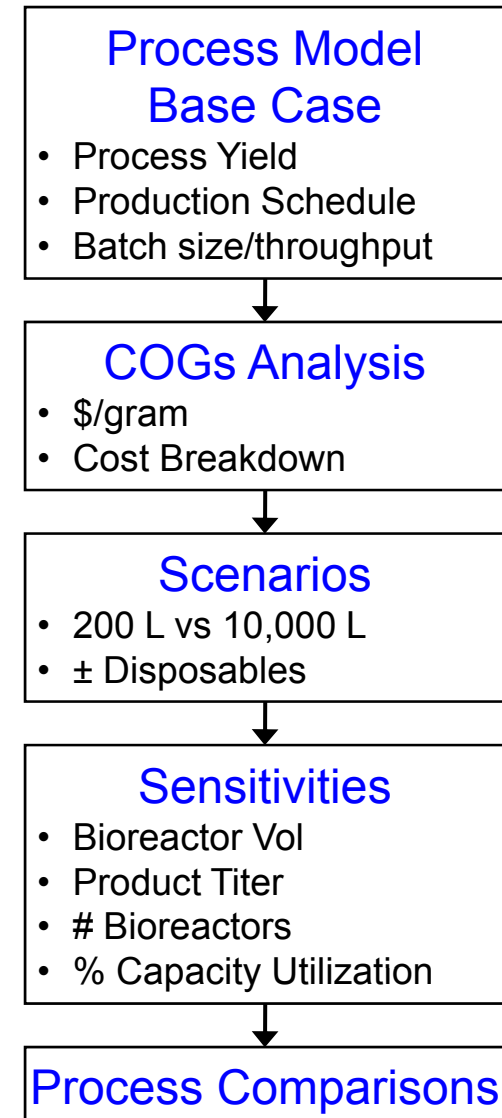 Process Model
Base Case
• Process Yield
• Production Schedule
• Batch size/throughput
COGs Analysis
• $/gram
• Cost Breakdown
Scenarios
• 200 L vs 10,000 L
• ± Disposables
Sensitivities
• Bioreactor Vol
• Product Titer
• # Bioreactors
• % Capacity Utilization
Process Comparisons